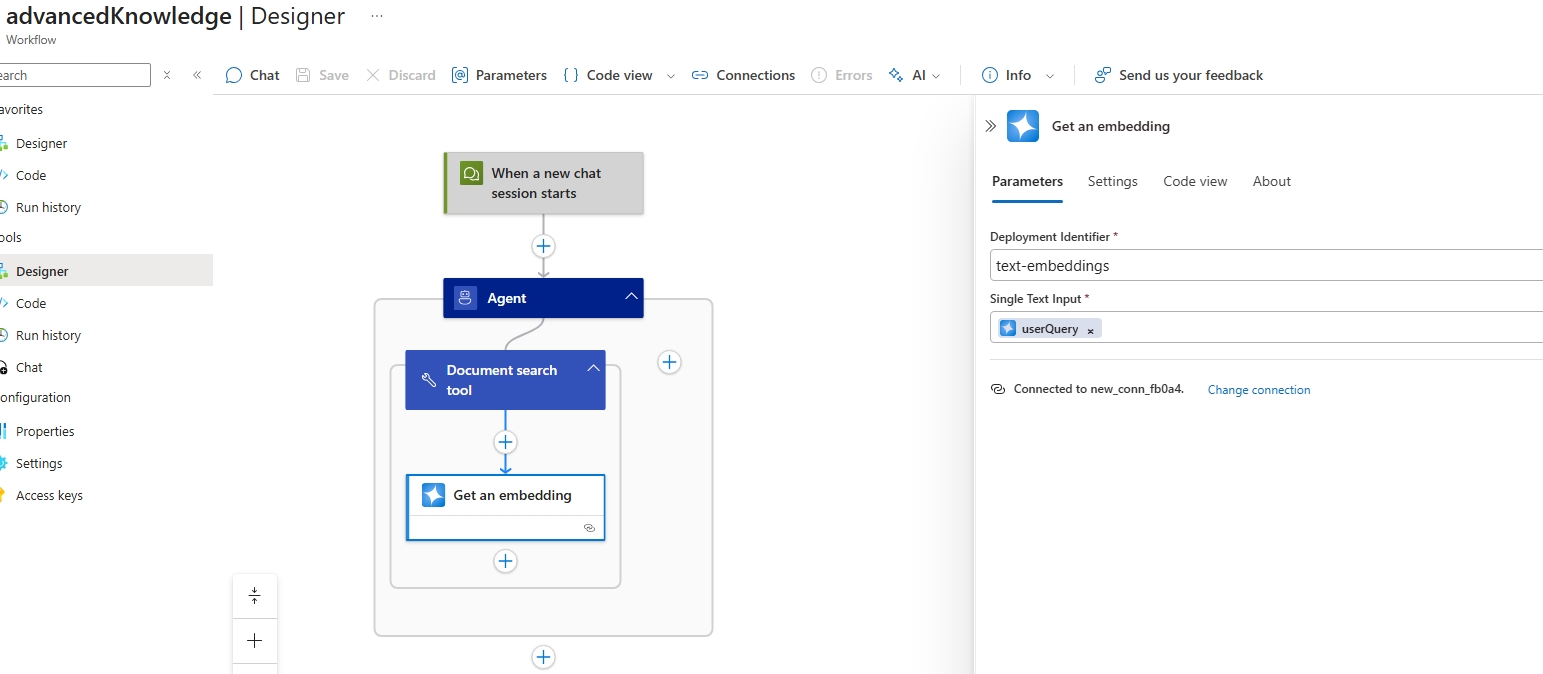 advancedKnowledge | Designer ...
Workflow
earch
Chat Save Discard Parameters Code view Connections Errors AI Info Send us your feedback
avorites
Designer
Code
Run history
ools
Designer
Code
Run history
Chat
onfiguration
Properties
Settings
Access keys
When a new chat
session starts
Agent
Document search
tool
Get an embedding
Get an embedding
Parameters Settings Code view About
Deployment Identifier *
text-embeddings
Single Text Input *
userQuery ×
Connected to new_conn_fb0a4. Change connection